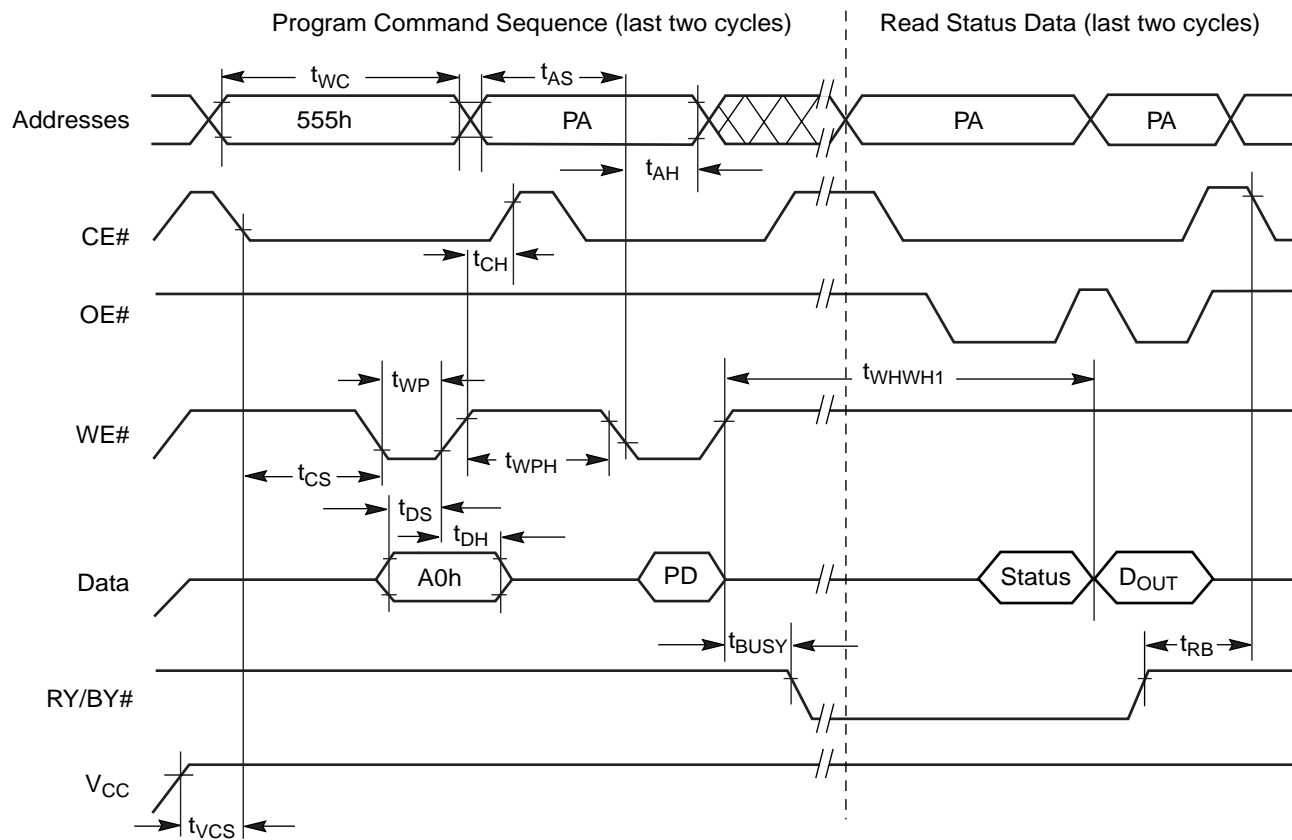 Program Command Sequence (last two cycles) Read Status Data (last two cycles)
tWC tAS
Addresses 555h PA PA PA
tAH
CE#
tCH
OE#
tWP tWHWH1
WE#
tCS tWPH
tDS
tDH
Data A0h PD Status DOUT
tBUSY tRB
RY/BY#
VCC
tVCS